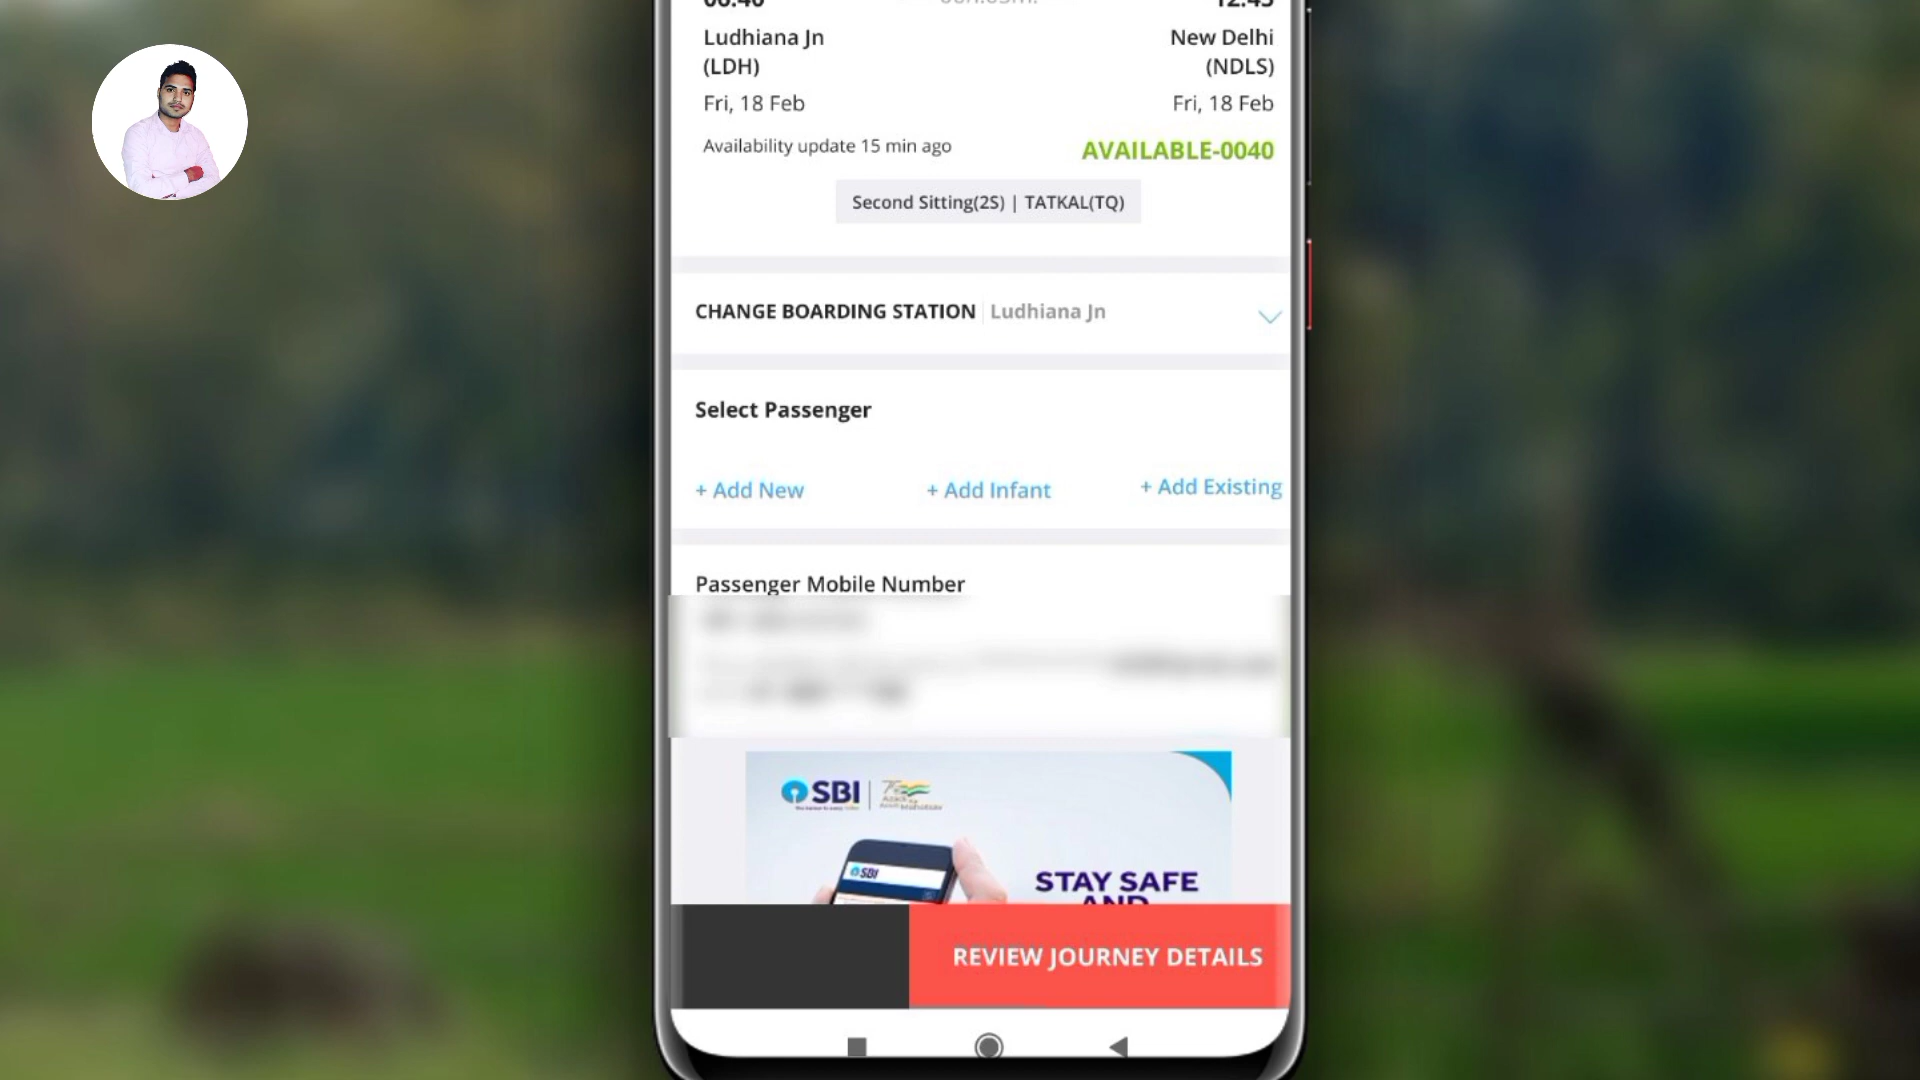 Ludhiana Jn
New Delhi
(LDH)
(NDLS)
Fri, 18 Feb
Fri, 18 Feb
Availability update 15 min ago
AVAILABLE-0040
Second Sitting(2S) | TATKAL(TQ)
CHANGE BOARDING STATION
Ludhiana Jn
Select Passenger
+ Add New
+ Add Infant
+ Add Existing
Passenger Mobile Number
SBI
SBI
STAY SAFE
AND
REVIEW JOURNEY DETAILS